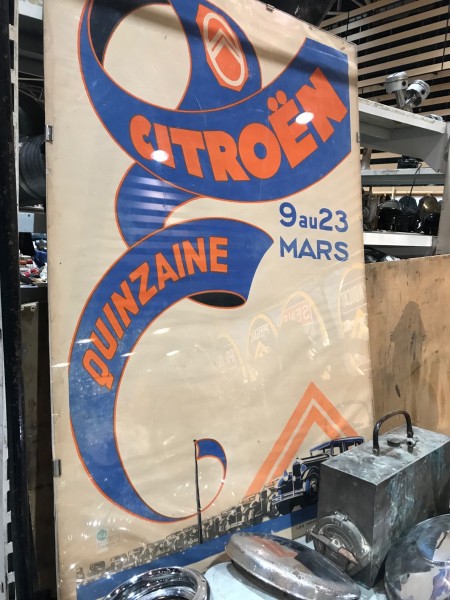 CITROËN
9 au 23
MARS
QUINZAINE